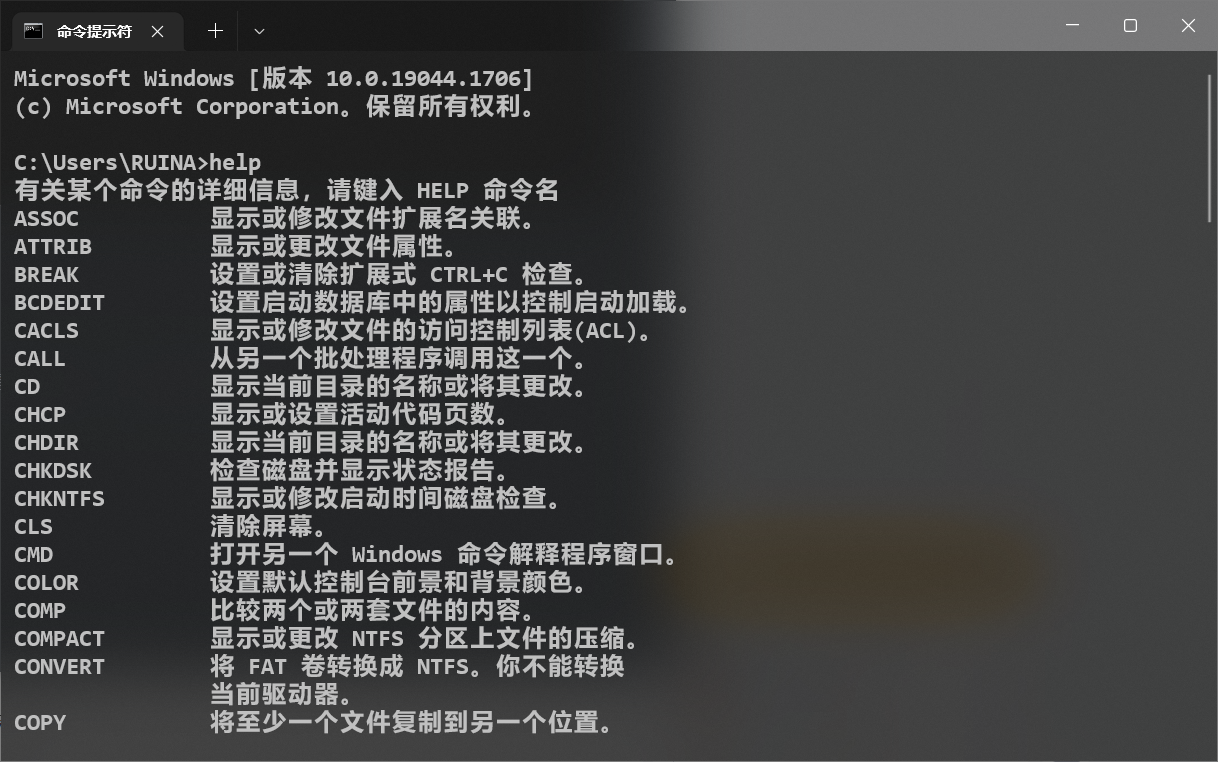 命令提示符
Microsoft Windows [版本 10.0.19044.1706]
(c) Microsoft Corporation。保留所有权利。
C:\Users\RUINA>help
有关某个命令的详细信息，请键入 HELP 命令名
ASSOC 显示或修改文件扩展名关联。
ATTRIB 显示或更改文件属性。
BREAK 设置或清除扩展式 CTRL+C 检查。
BCDEDIT 设置启动数据库中的属性以控制启动加载。
CACLS 显示或修改文件的访问控制列表(ACL)。
CALL 从另一个批处理程序调用这一个。
CD 显示当前目录的名称或将其更改。
CHCP 显示或设置活动代码页数。
CHDIR 显示当前目录的名称或将其更改。
CHKDSK 检查磁盘并显示状态报告。
CHKNTFS 显示或修改启动时间磁盘检查。
CLS 清除屏幕。
CMD 打开另一个 Windows 命令解释程序窗口。
COLOR 设置默认控制台前景和背景颜色。
COMP 比较两个或两套文件的内容。
COMPACT 显示或更改 NTFS 分区上文件的压缩。
CONVERT 将 FAT 卷转换成 NTFS。你不能转换
当前驱动器。
COPY 将至少一个文件复制到另一个位置。